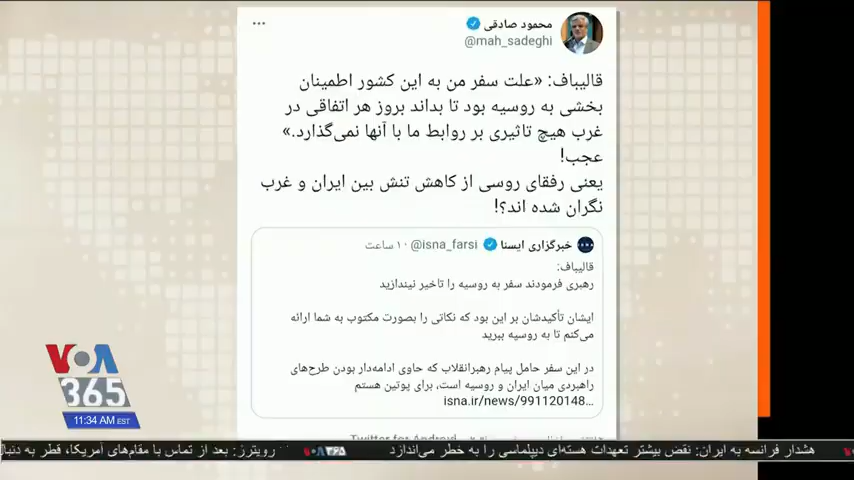 محمود صادقی
@mah_sadeghi
قالیباف: «علت سفر من به این کشور اطمینان
بخشی به روسیه بود تا بداند بروز هر اتفاقی در
غرب هیچ تاثیری بر روابط ما با آنها نمی‌گذارد.»
عجب!
یعنی رفقای روسی از کاهش تنش بین ایران و غرب
نگران شده اند؟!
خبرگزاری ایسنا @isna_farsi ۱۰ ساعت
قالیباف:
رهبری فرمودند سفر به روسیه را تاخیر نیندازید
ایشان تأکیدشان بر این بود که نکاتی را بصورت مکتوب به شما ارائه
می‌کنم تا به روسیه ببرید
در این سفر حامل پیام رهبرانقلاب که حاوی ادامه‌دار بودن طرح‌های
راهبردی میان ایران و روسیه است، برای پوتین هستم
isna.ir/news/991120148…
Twitter for Android
VOA
365
11:34 AM EST
هشدار فرانسه به ایران: نقض بیشتر تعهدات هسته‌ای دیپلماسی را به خطر می‌اندازد VOA365 رویترز: بعد از تماس با مقام‌های آمریکا، قطر به دنبال